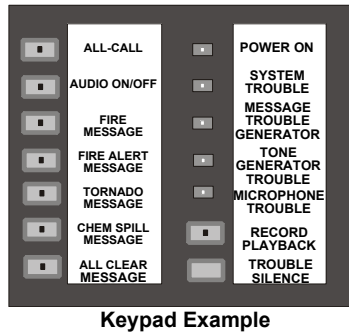 ALL-CALL
AUDIO ON/OFF
FIRE
MESSAGE
FIRE ALERT
MESSAGE
TORNADO
MESSAGE
CHEM SPILL
MESSAGE
ALL CLEAR
MESSAGE
POWER ON
SYSTEM
TROUBLE
MESSAGE
TROUBLE
GENERATOR
TONE
GENERATOR
TROUBLE
MICROPHONE
TROUBLE
RECORD
PLAYBACK
TROUBLE
SILENCE
Keypad Example